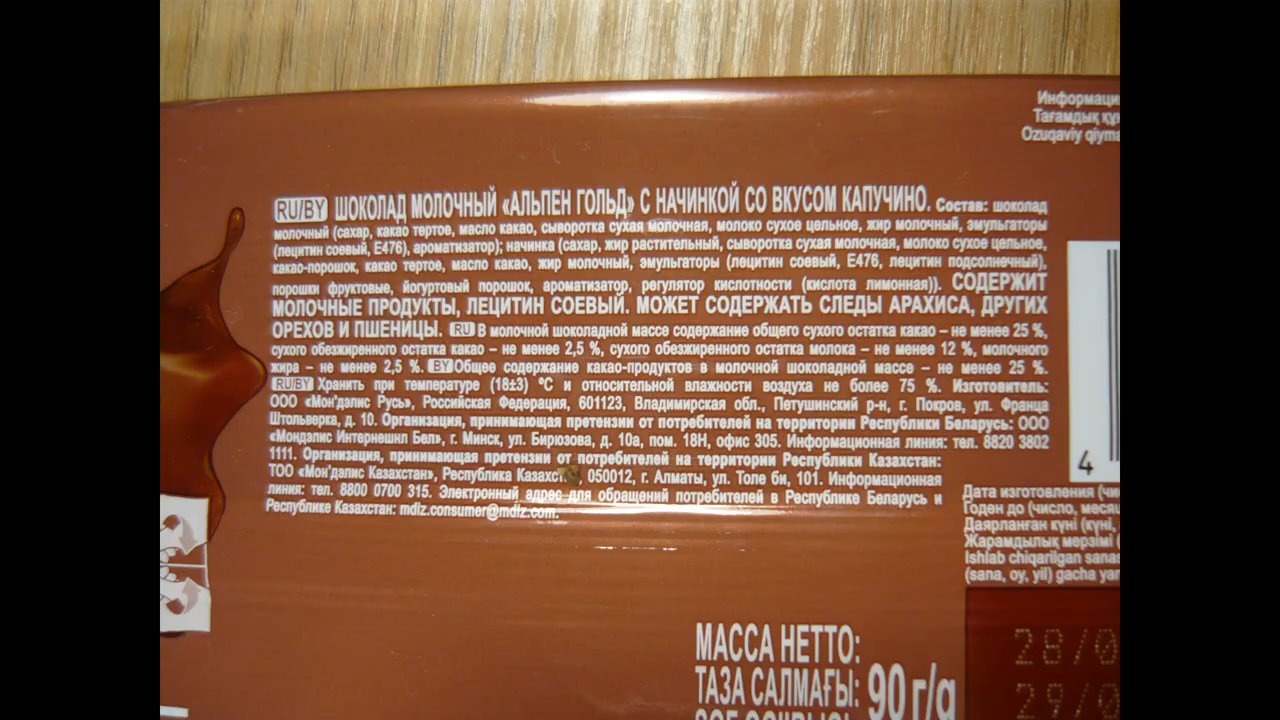 Информаци
Тағамдық құ
Ozuqaviy qiyma
RU/BY ШОКОЛАД МОЛОЧНЫЙ «АЛЬПЕН ГОЛЬД» С НАЧИНКОЙ СО ВКУСОМ КАПУЧИНО. Состав: шоколад
молочный (сахар, какао тертое, масло какао, сыворотка сухая молочная, молоко сухое цельное, жир молочный, эмульгаторы
(лецитин соевый, Е476), ароматизатор); начинка (сахар, жир растительный, сыворотка сухая молочная, молоко сухое цельное,
какао-порошок, какао тертое, масло какао, жир молочный, эмульгаторы (лецитин соевый, Е476, лецитин подсолнечный),
порошки фруктовые, йогуртовый порошок, ароматизатор, регулятор кислотности (кислота лимонная)). СОДЕРЖИТ
МОЛОЧНЫЕ ПРОДУКТЫ, ЛЕЦИТИН СОЕВЫЙ. МОЖЕТ СОДЕРЖАТЬ СЛЕДЫ АРАХИСА, ДРУГИХ
ОРЕХОВ И ПШЕНИЦЫ. RU В молочной шоколадной массе содержание общего сухого остатка какао – не менее 25 %,
сухого обезжиренного остатка какао – не менее 2,5 %, сухого обезжиренного остатка молока – не менее 12 %, молочного
жира – не менее 2,5 %. BY Общее содержание какао-продуктов в молочной шоколадной массе – не менее 25 %.
RU/BY Хранить при температуре (18±3) °С и относительной влажности воздуха не более 75 %. Изготовитель:
ООО «Мон'дэлис Русь», Российская Федерация, 601123, Владимирская обл., Петушинский р-н, г. Покров, ул. Франца
Штольверка, д. 10. Организация, принимающая претензии от потребителей на территории Республики Беларусь: ООО
«Мондэлис Интернешнл Бел», г. Минск, ул. Бирюзова, д. 10а, пом. 18Н, офис 305. Информационная линия: тел. 8820 3802
1111. Организация, принимающая претензии от потребителей на территории Республики Казахстан:
ТОО «Мон'дэлис Казахстан», Республика Казахст 050012, г. Алматы, ул. Толе би, 101. Информационная
линия: тел. 8800 0700 315. Электронный адрес для обращений потребителей в Республике Беларусь и
Республике Казахстан: mdlz.consumer@mdlz.com.
4
Дата изготовления (чи
Годен до (число, месяц
Даярланған күні (күні,
Жарамдылық мерзімі (
Ishlab chiqarilgan sanas
(sana, oy, yil) gacha yar
28/0
29/0
МАССА НЕТТО:
ТАЗА САЛМАҒЫ: 90 г/g